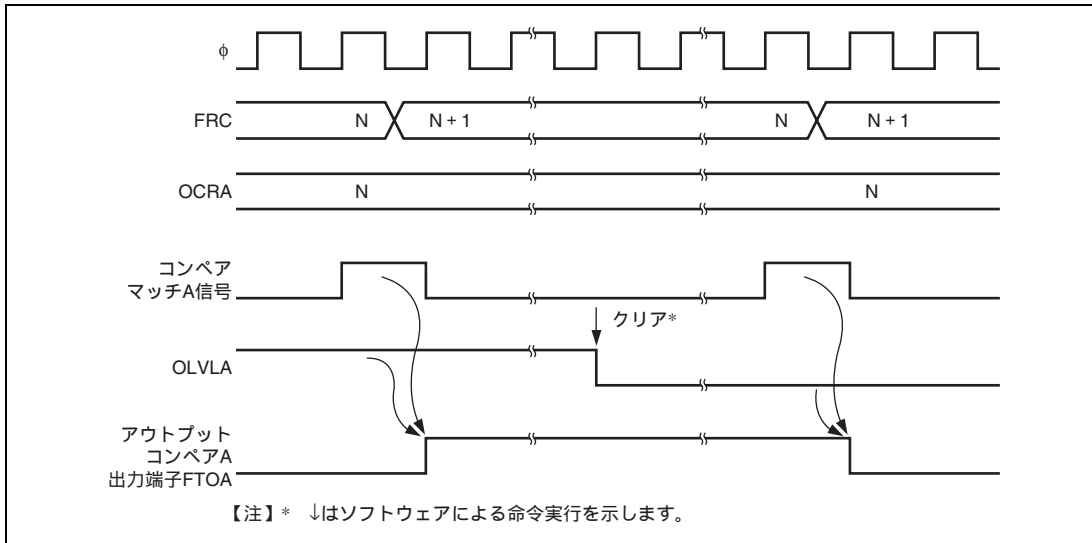 φ
FRC N N + 1 N N + 1
OCRA N N
コンペア
マッチA信号
クリア*
OLVLA
アウトプット
コンペアA
出力端子FTOA
【注】* ↓はソフトウェアによる命令実行を示します。